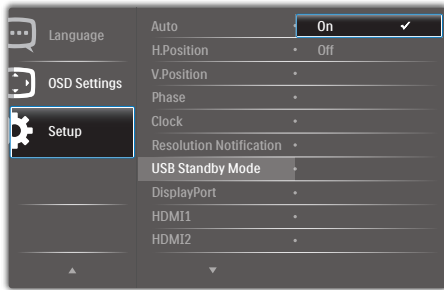 Language
OSD Settings
Setup
Auto
H.Position
V.Position
Phase
Clock
Resolution Notification
USB Standby Mode
DisplayPort
HDMI1
HDMI2
On
Off